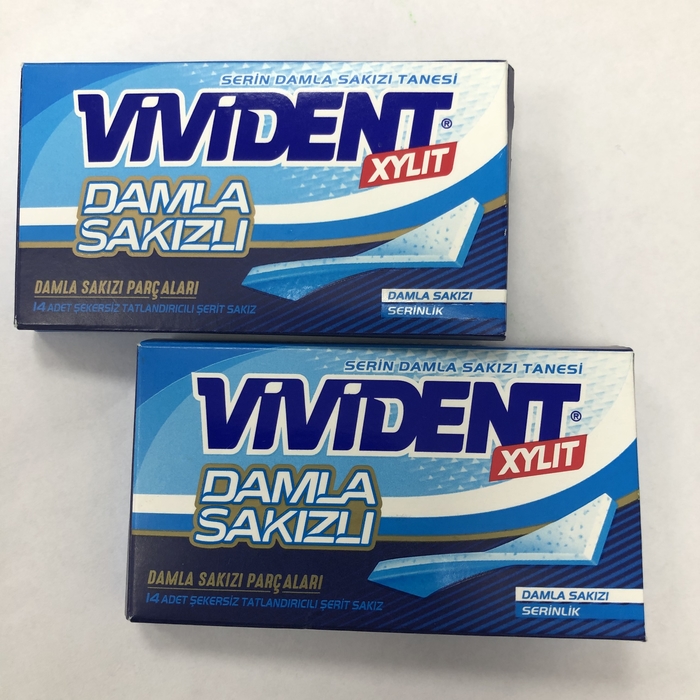 SERİN DAMLA SAKIZI TANESİ
VİVİDENT®
XYLIT
DAMLA
SAKIZLI
DAMLA SAKIZI PARÇALARI
14 ADET ŞEKERSİZ TATLANDIRICILI ŞERİT SAKIZ
DAMLA SAKIZI
SERİNLİK
SERİN DAMLA SAKIZI TANESİ
VİVİDENT®
XYLIT
DAMLA
SAKIZLI
DAMLA SAKIZI PARÇALARI
14 ADET ŞEKERSİZ TATLANDIRICILI ŞERİT SAKIZ
DAMLA SAKIZI
SERİNLİK